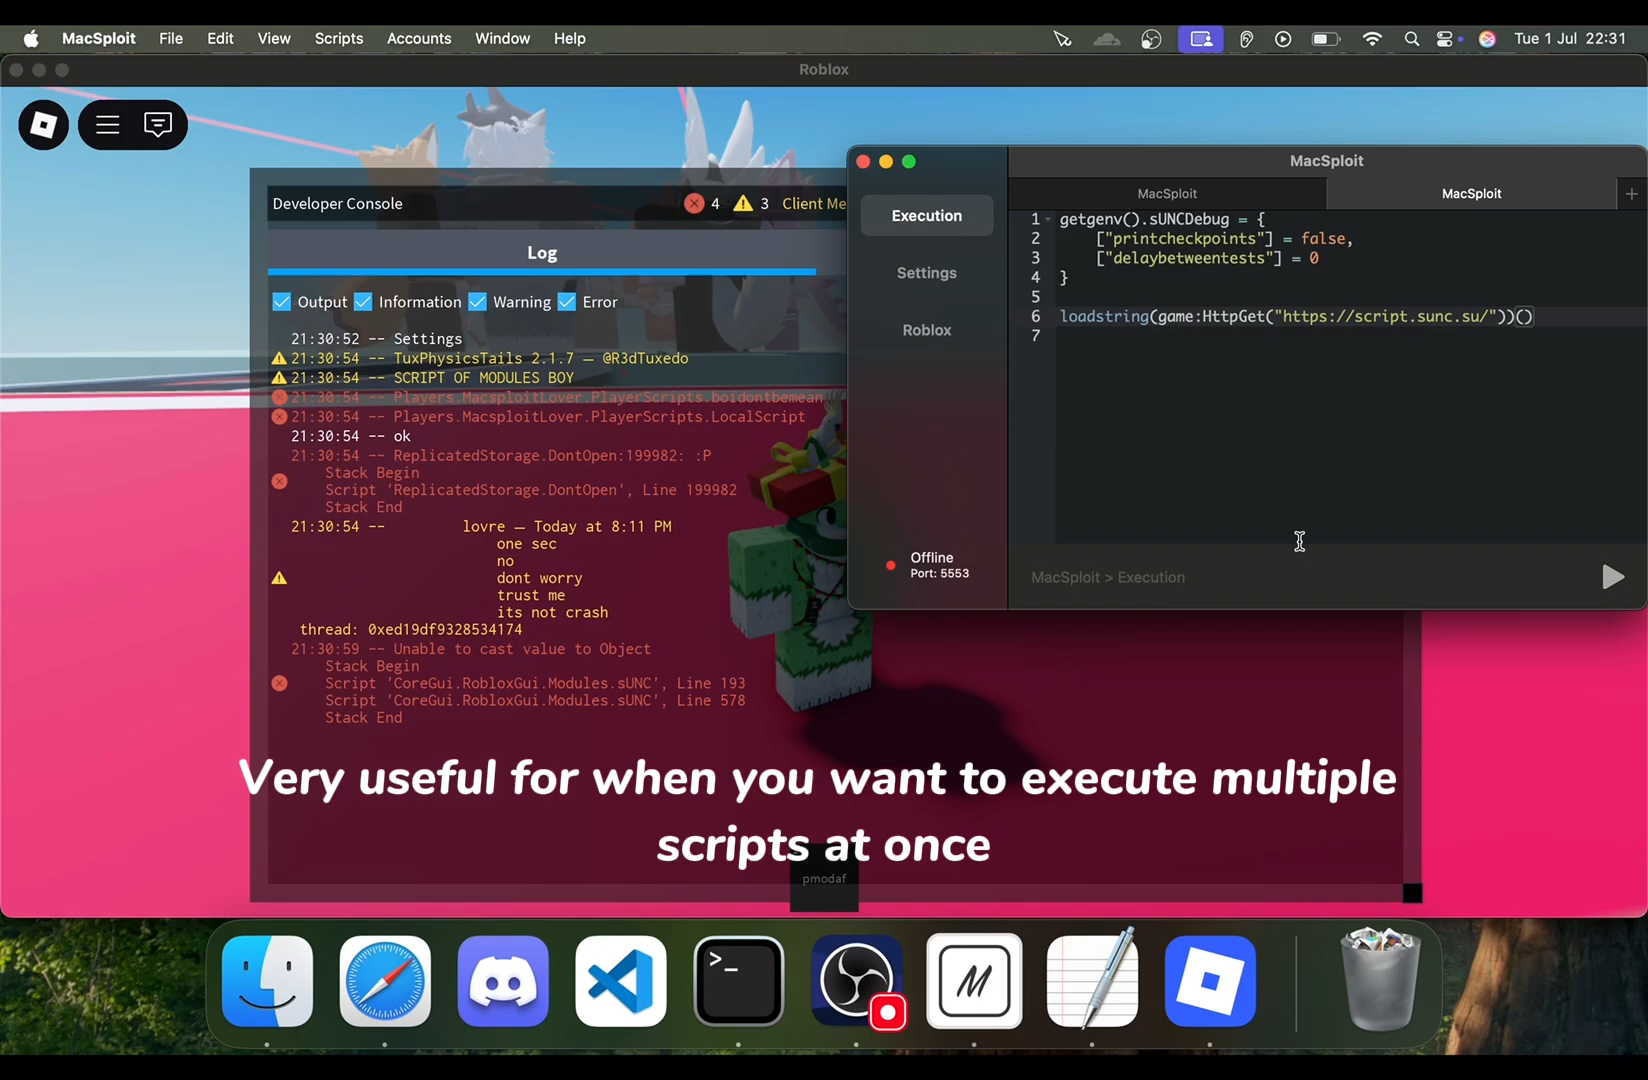 MacSploit File Edit View Scripts Accounts Window Help Tue 1 Jul 22:31
Roblox
MacSploit
MacSploit MacSploit +
Developer Console 4 3 Client Me
Log
Output Information Warning Error
21:30:52 -- Settings
21:30:54 -- TuxPhysicsTails 2.1.7 — @R3dTuxedo
21:30:54 -- SCRIPT OF MODULES BOY
21:30:54 -- Players.MacsploitLover.PlayerScripts.boidontbemean
21:30:54 -- Players.MacsploitLover.PlayerScripts.LocalScript
21:30:54 -- ok
21:30:54 -- ReplicatedStorage.DontOpen:199982: :P
Stack Begin
Script 'ReplicatedStorage.DontOpen', Line 199982
Stack End
21:30:54 -- lovre — Today at 8:11 PM
one sec
no
dont worry
trust me
its not crash
thread: 0xed19df9328534174
21:30:59 -- Unable to cast value to Object
Stack Begin
Script 'CoreGui.RobloxGui.Modules.sUNC', Line 193
Script 'CoreGui.RobloxGui.Modules.sUNC', Line 578
Stack End
Execution
Settings
Roblox
Offline
Port: 5553
1 getgenv().sUNCDebug = {
2 ["printcheckpoints"] = false,
3 ["delaybetweentests"] = 0
4 }
5
6 loadstring(game:HttpGet("https://script.sunc.su/"))()
7
MacSploit > Execution
Very useful for when you want to execute multiple
scripts at once
pmodaf